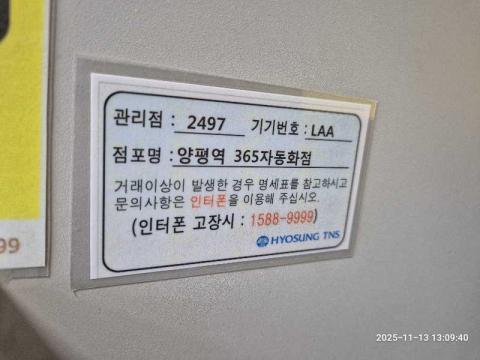 관리점 : 2497 기기번호 : LAA
점포명 : 양평역 365자동화점
거래이상이 발생한 경우 명세표를 참고하시고
문의사항은 인터폰을 이용해 주십시오.
(인터폰 고장시 : 1588-9999)
HYOSUNG TNS
99
2025-11-13 13:09:40